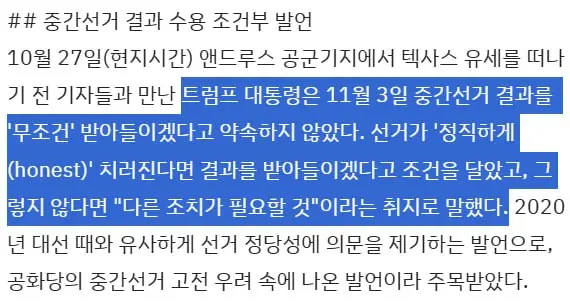 ## 중간선거 결과 수용 조건부 발언
10월 27일(현지시간) 앤드루스 공군기지에서 텍사스 유세를 떠나
기 전 기자들과 만난 트럼프 대통령은 11월 3일 중간선거 결과를
'무조건' 받아들이겠다고 약속하지 않았다. 선거가 '정직하게
(honest)' 치러진다면 결과를 받아들이겠다고 조건을 달았고, 그
렇지 않다면 "다른 조치가 필요할 것"이라는 취지로 말했다. 2020
년 대선 때와 유사하게 선거 정당성에 의문을 제기하는 발언으로,
공화당의 중간선거 고전 우려 속에 나온 발언이라 주목받았다.